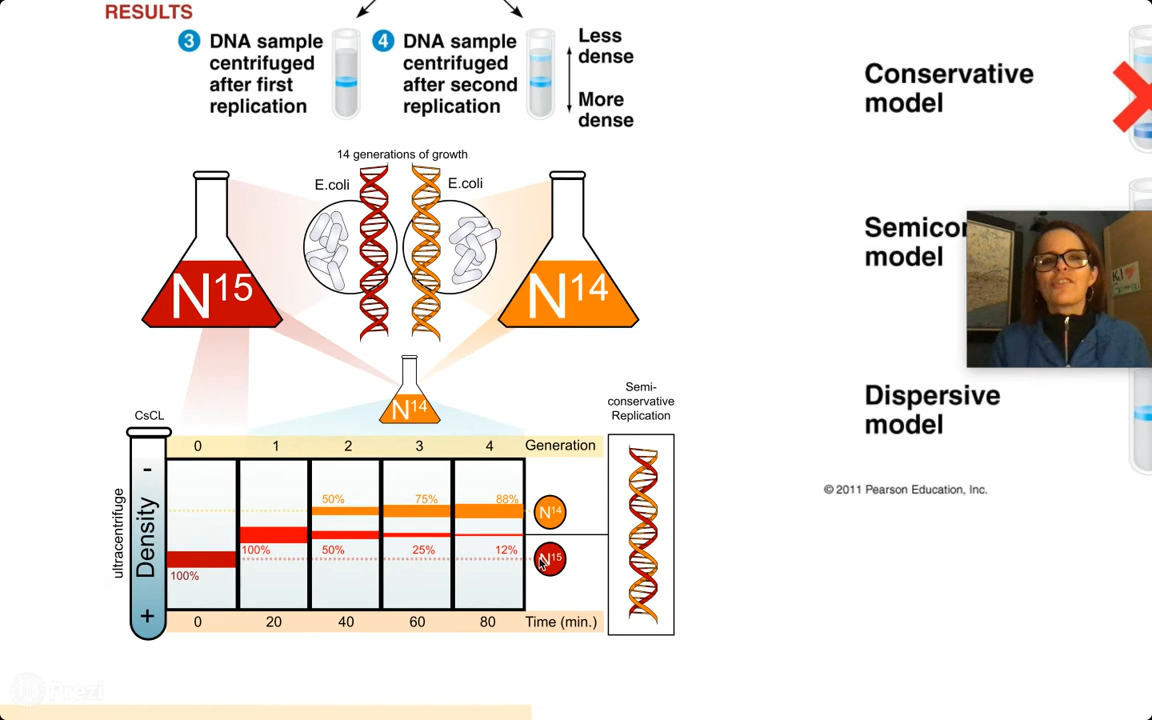 RESULTS
3 DNA sample
centrifuged
after first
replication
4 DNA sample
centrifuged
after second
replication
Less
dense
More
dense
Conservative
model
14 generations of growth
E.coli
E.coli
N15
N14
Semicon
model
N14
Semi-
conservative
Replication
Dispersive
model
CsCL
0 1 2 3 4 Generation
ultracentrifuge
- Density +
50% 75% 88% N14
100% 50% 25% 12% N15
100%
0 20 40 60 80 Time (min.)
© 2011 Pearson Education, Inc.
Prezi